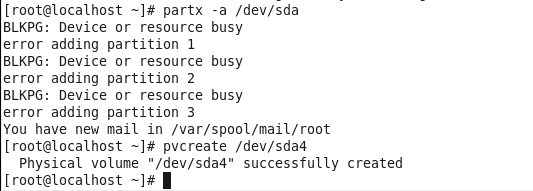 [root@localhost ~]# partx -a /dev/sda
BLKPG: Device or resource busy
error adding partition 1
BLKPG: Device or resource busy
error adding partition 2
BLKPG: Device or resource busy
error adding partition 3
You have new mail in /var/spool/mail/root
[root@localhost ~]# pvcreate /dev/sda4
  Physical volume "/dev/sda4" successfully created
[root@localhost ~]#